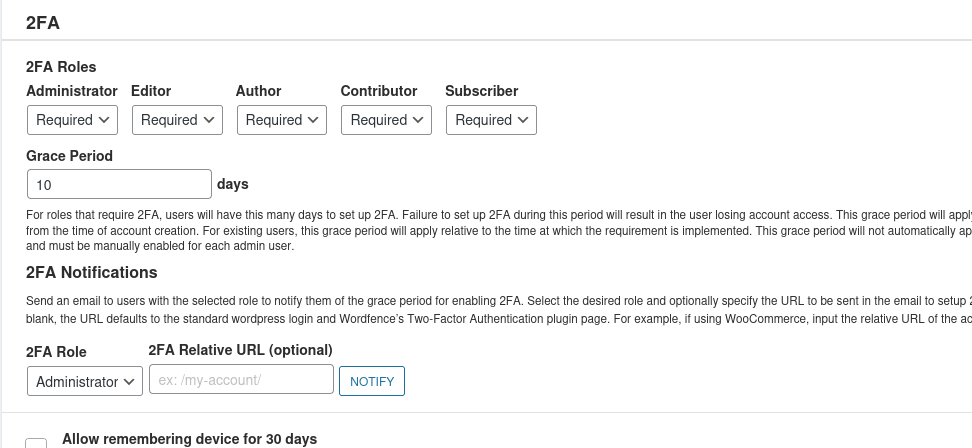 2FA
2FA Roles
Administrator Editor Author Contributor Subscriber
Required Required Required Required Required
Grace Period
10 days
For roles that require 2FA, users will have this many days to set up 2FA. Failure to set up 2FA during this period will result in the user losing account access. This grace period will apply
from the time of account creation. For existing users, this grace period will apply relative to the time at which the requirement is implemented. This grace period will not automatically ap
and must be manually enabled for each admin user.
2FA Notifications
Send an email to users with the selected role to notify them of the grace period for enabling 2FA. Select the desired role and optionally specify the URL to be sent in the email to setup 2
blank, the URL defaults to the standard wordpress login and Wordfence's Two-Factor Authentication plugin page. For example, if using WooCommerce, input the relative URL of the ac
2FA Role 2FA Relative URL (optional)
Administrator ex: /my-account/ NOTIFY
Allow remembering device for 30 days